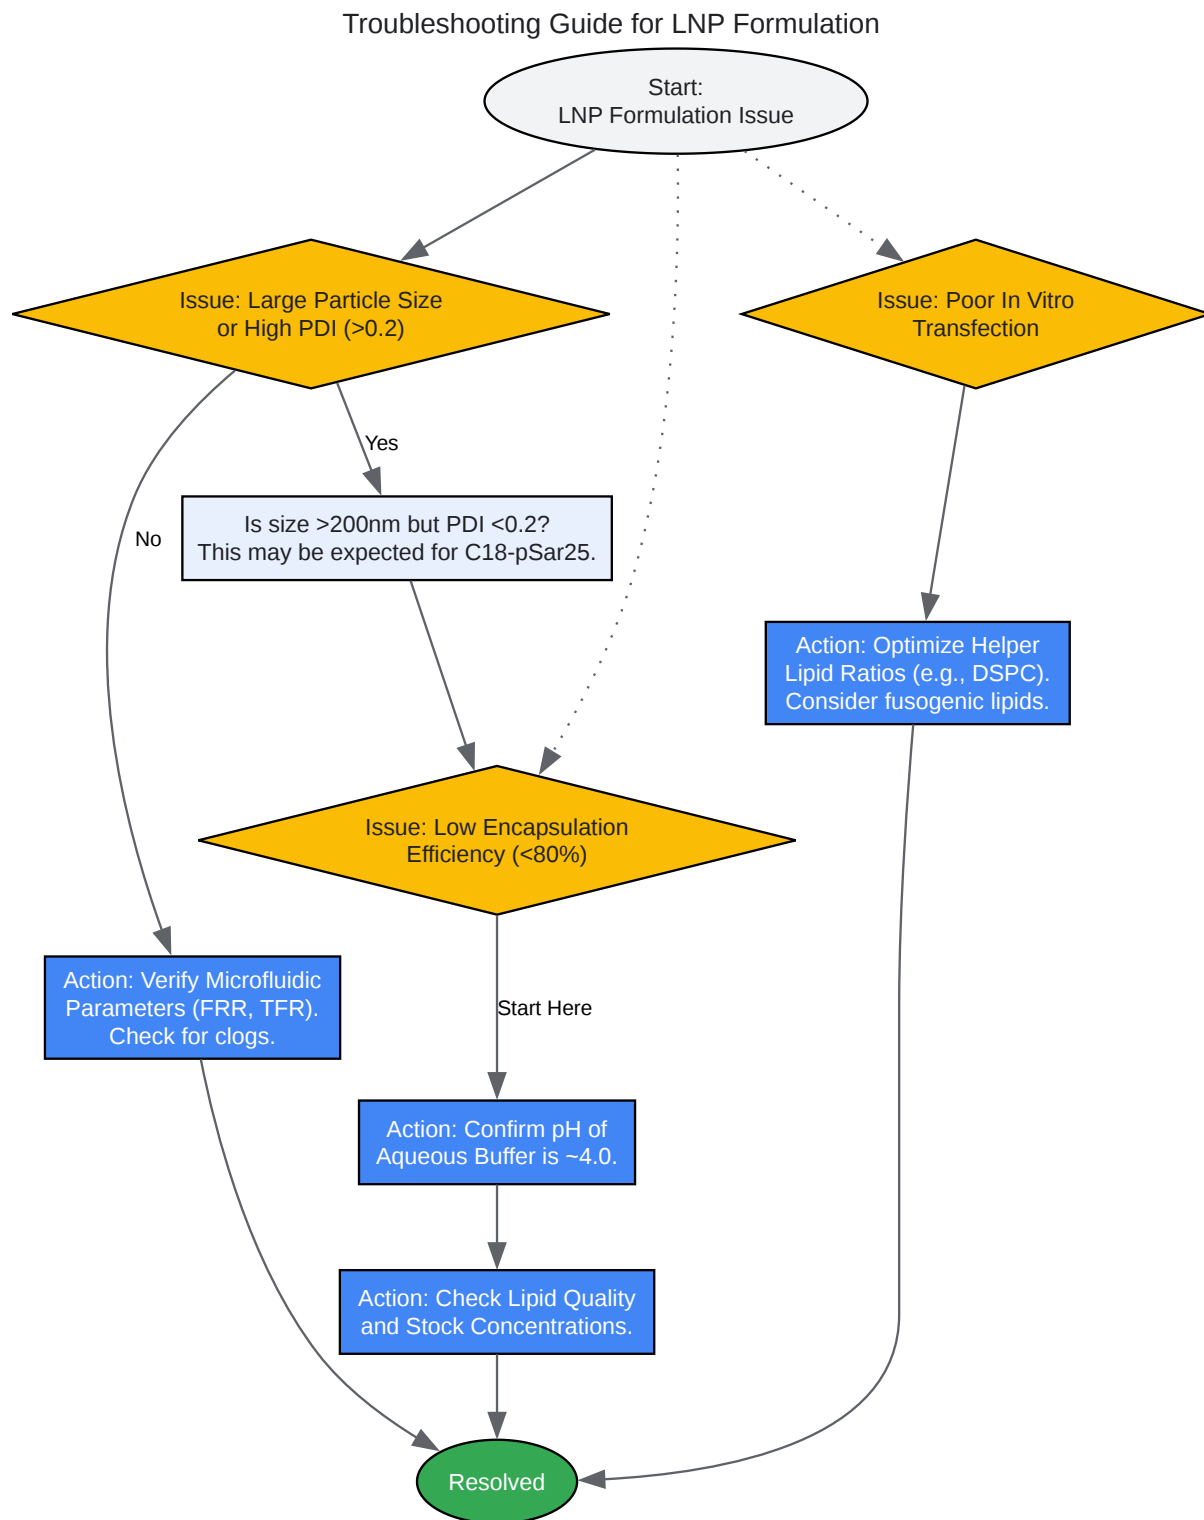 Troubleshooting Guide for LNP Formulation
Start:
LNP Formulation Issue
Issue: Large Particle Size
or High PDI (>0.2)
Issue: Poor In Vitro
Transfection
Yes
No
Is size >200nm but PDI <0.2?
This may be expected for C18-pSar25.
Action: Optimize Helper
Lipid Ratios (e.g., DSPC).
Consider fusogenic lipids.
Issue: Low Encapsulation
Efficiency (<80%)
Action: Verify Microfluidic
Parameters (FRR, TFR).
Check for clogs.
Start Here
Action: Confirm pH of
Aqueous Buffer is ~4.0.
Action: Check Lipid Quality
and Stock Concentrations.
Resolved